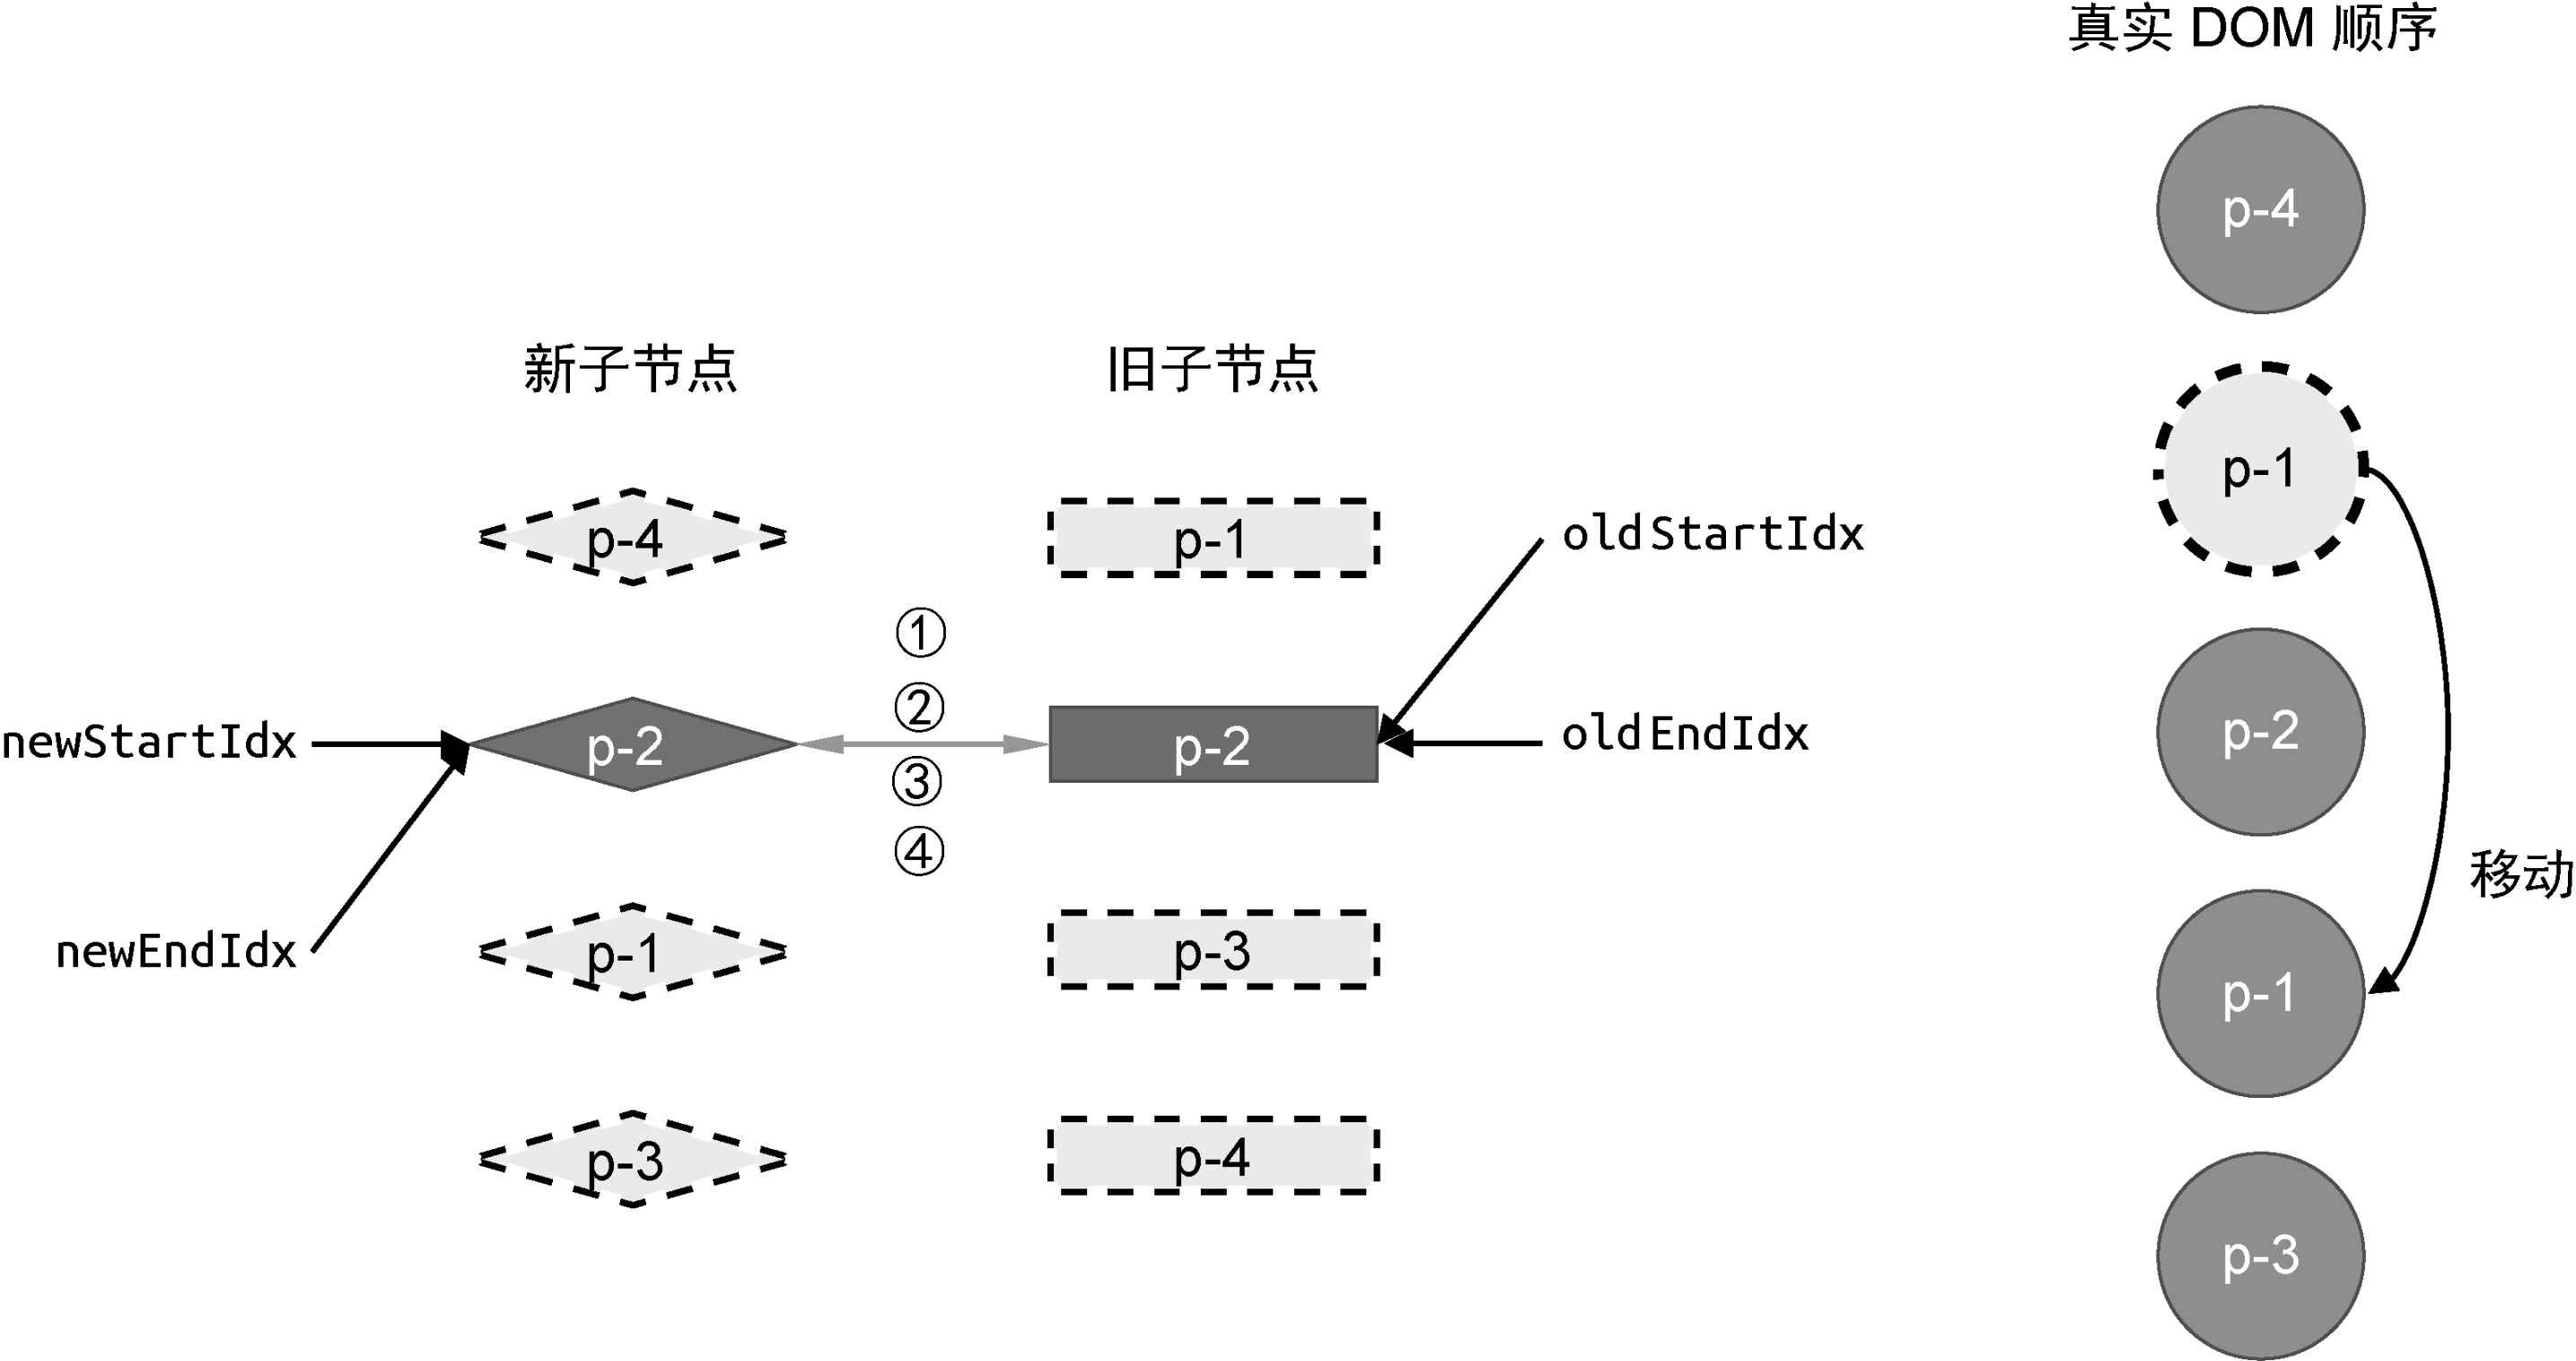 真实 DOM 顺序
p-4
新子节点
旧子节点
p-1
p-4
p-1
oldStartIdx
①
②
newStartIdx
p-2
p-2
oldEndIdx
p-2
③
④
移动
newEndIdx
p-1
p-3
p-1
p-3
p-4
p-3